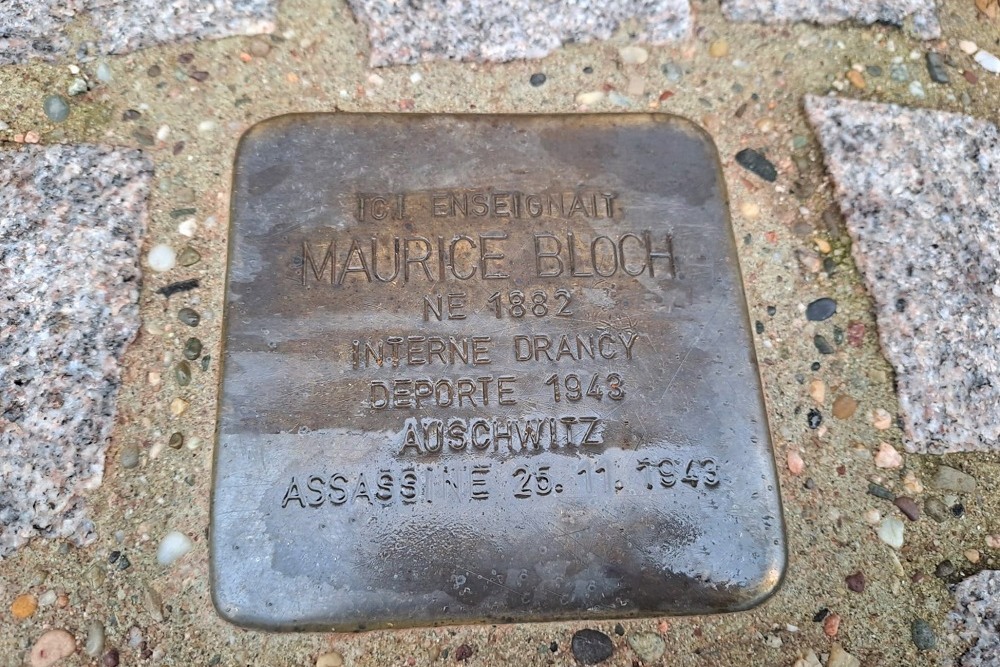 ICI ENSEIGNAIT
MAURICE BLOCH
NE 1882
INTERNE DRANCY
DEPORTE 1943
AUSCHWITZ
ASSASSINE 25.11.1943